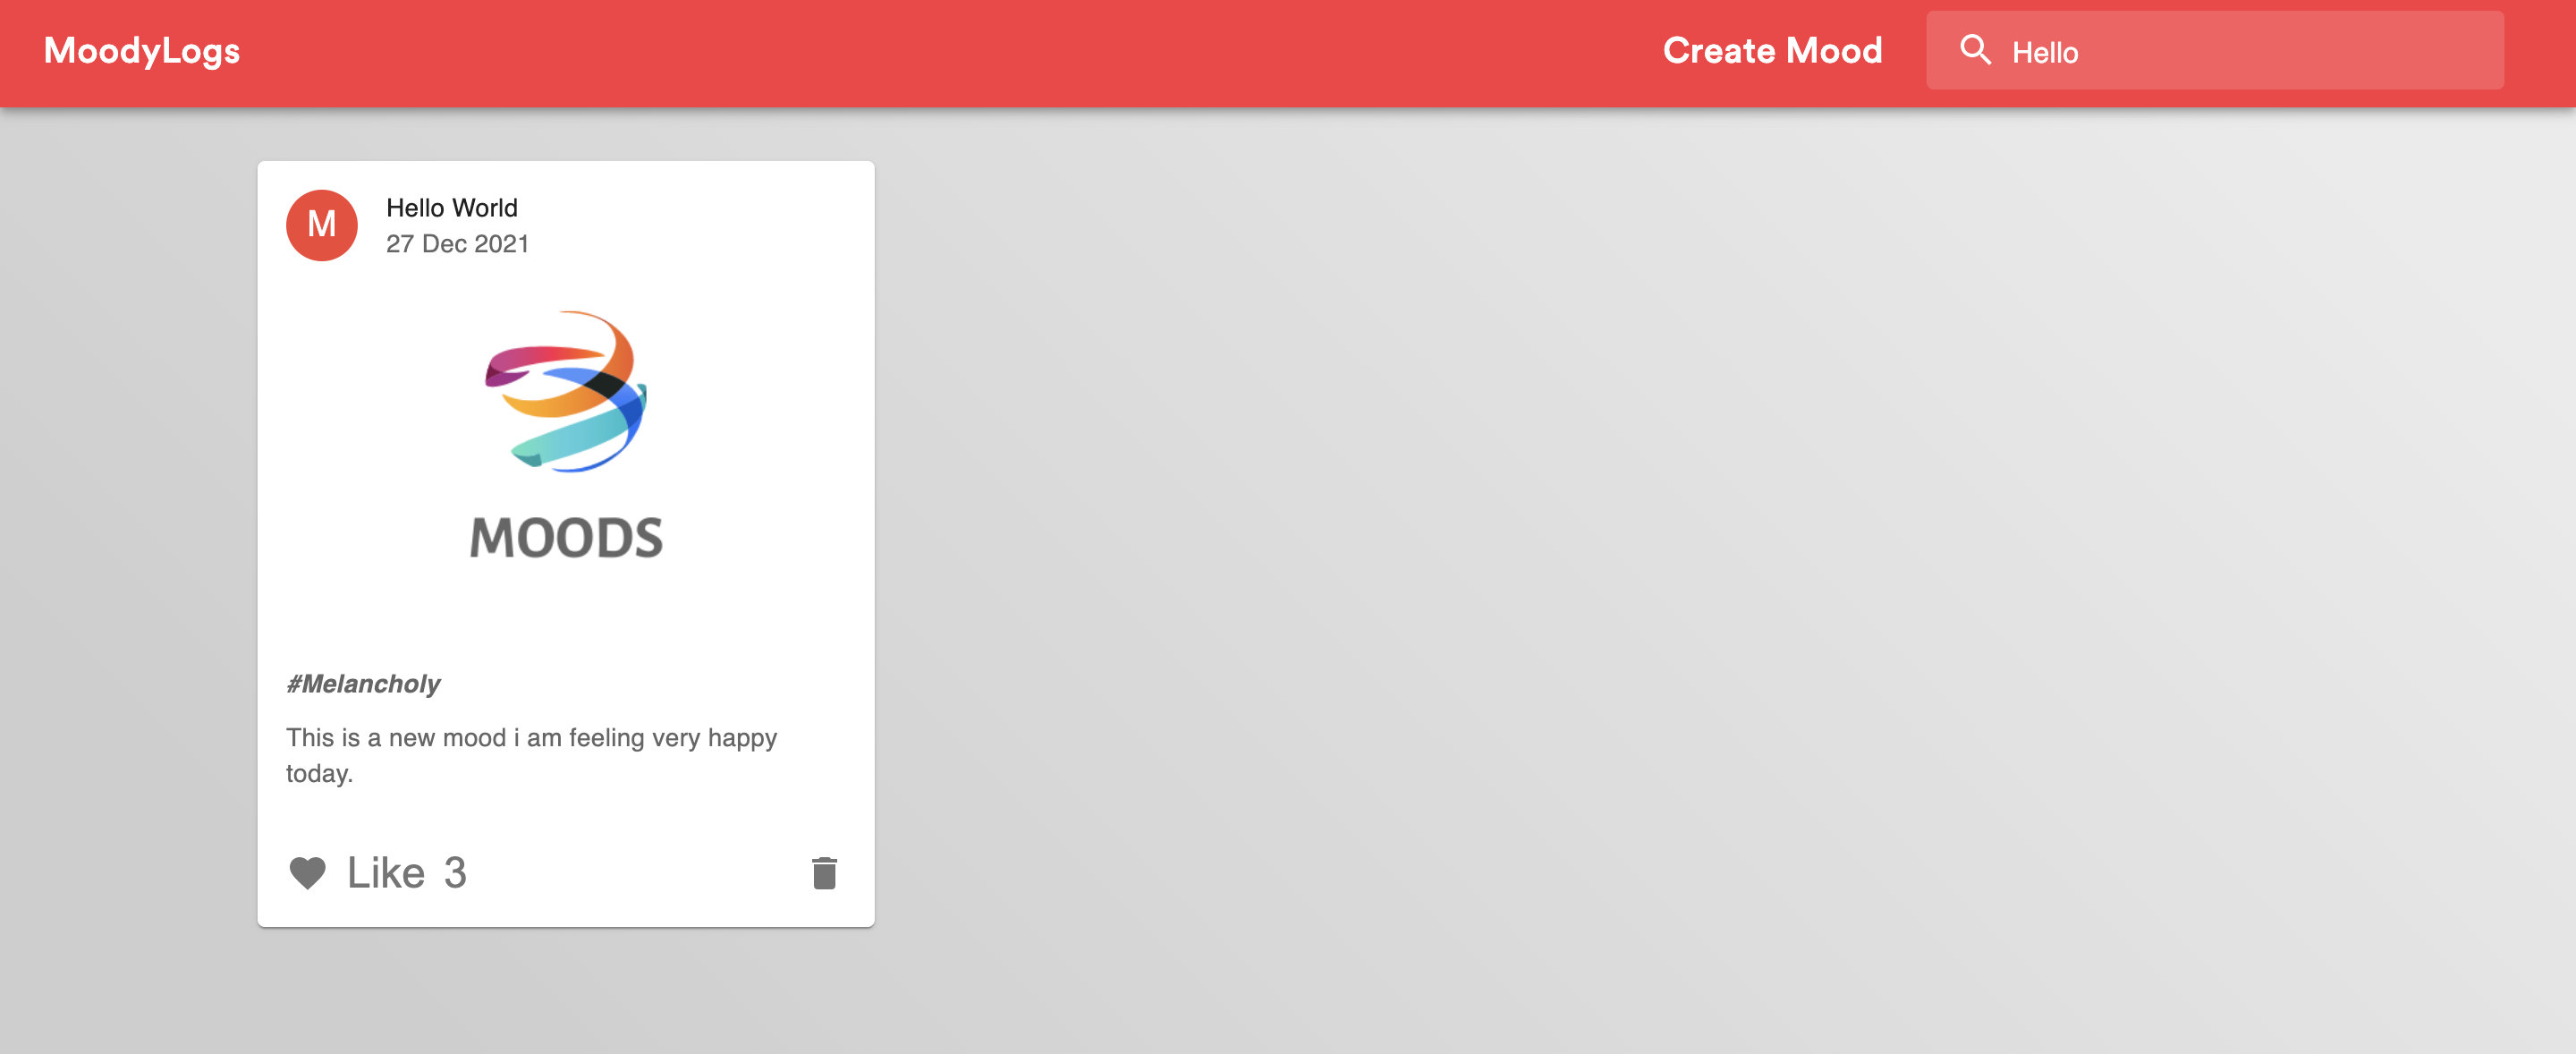 MoodyLogs
Create Mood
Hello
M
Hello World
27 Dec 2021
MOODS
#Melancholy
This is a new mood i am feeling very happy
today.
Like 3